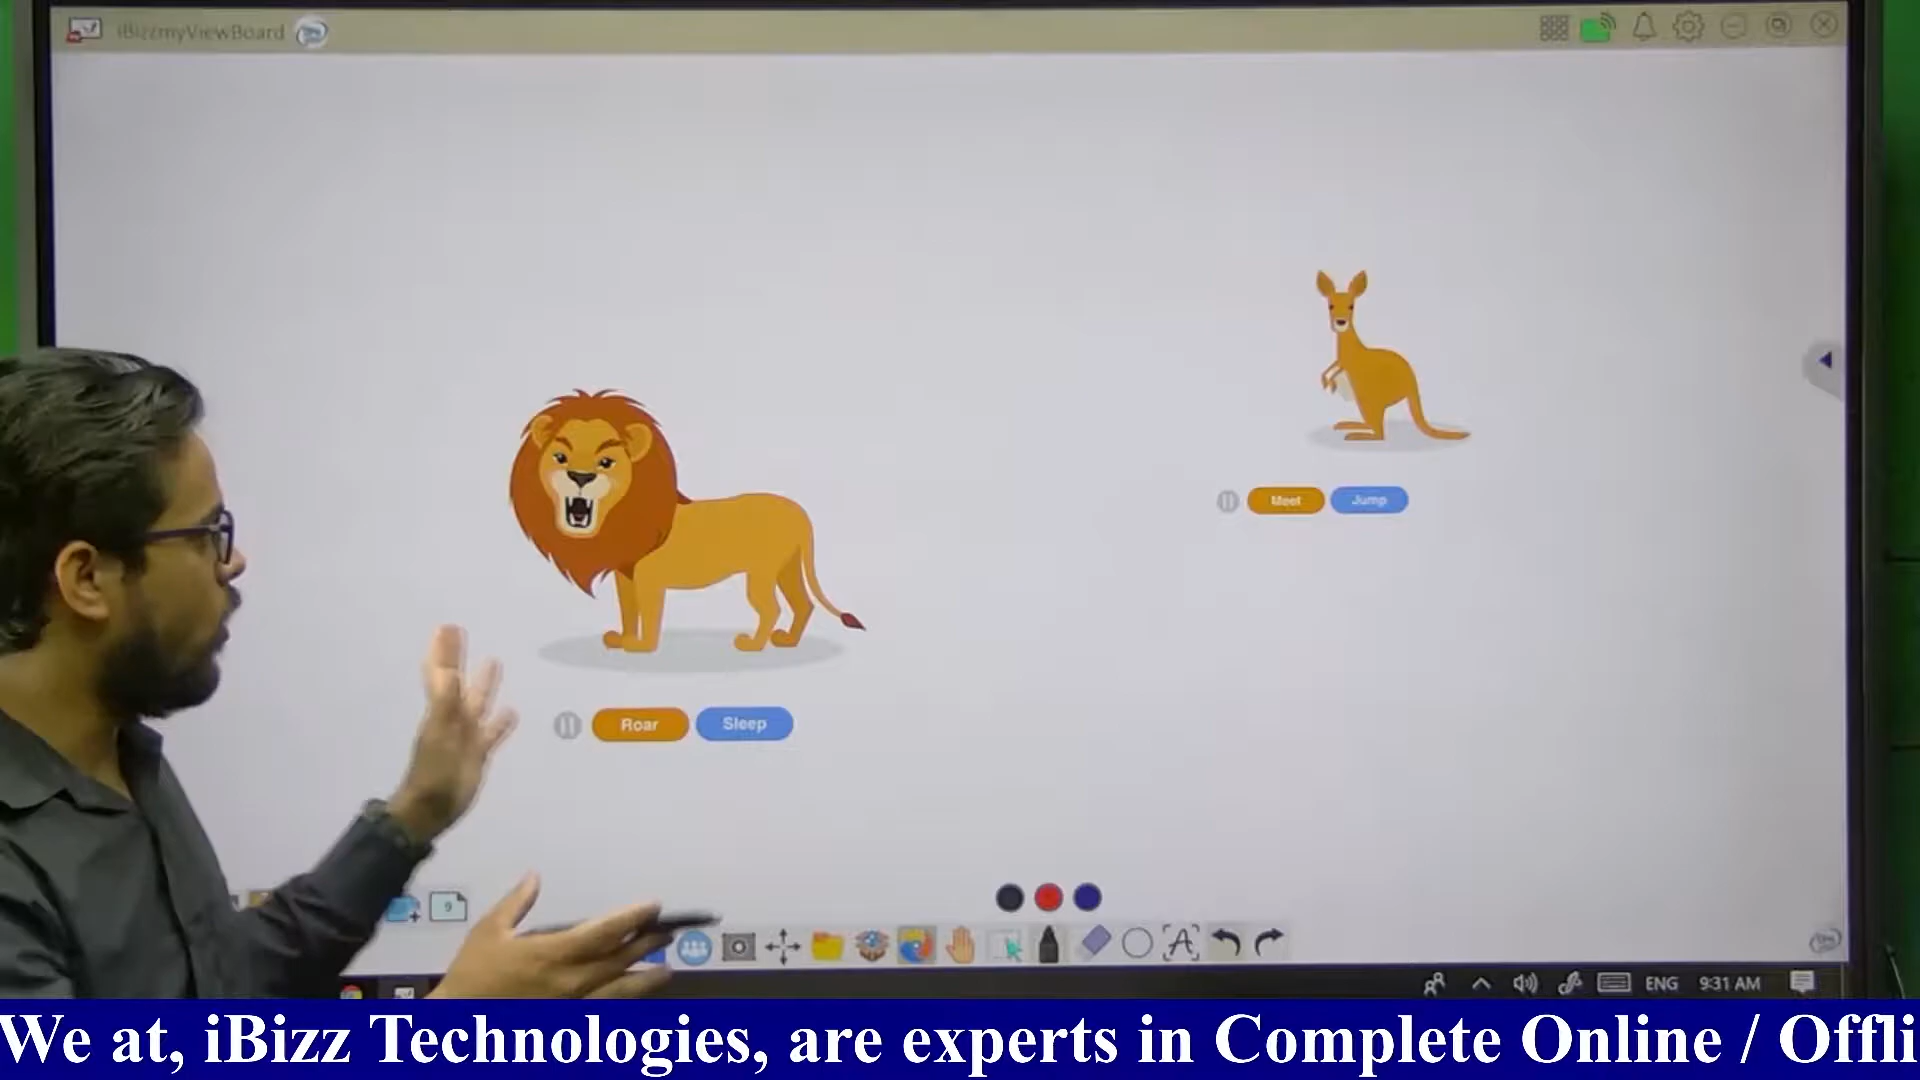 iBizzmyViewBoard
Meet Jump
Roar Sleep
9
ENG 9:31 AM
We at, iBizz Technologies, are experts in Complete Online / Offli